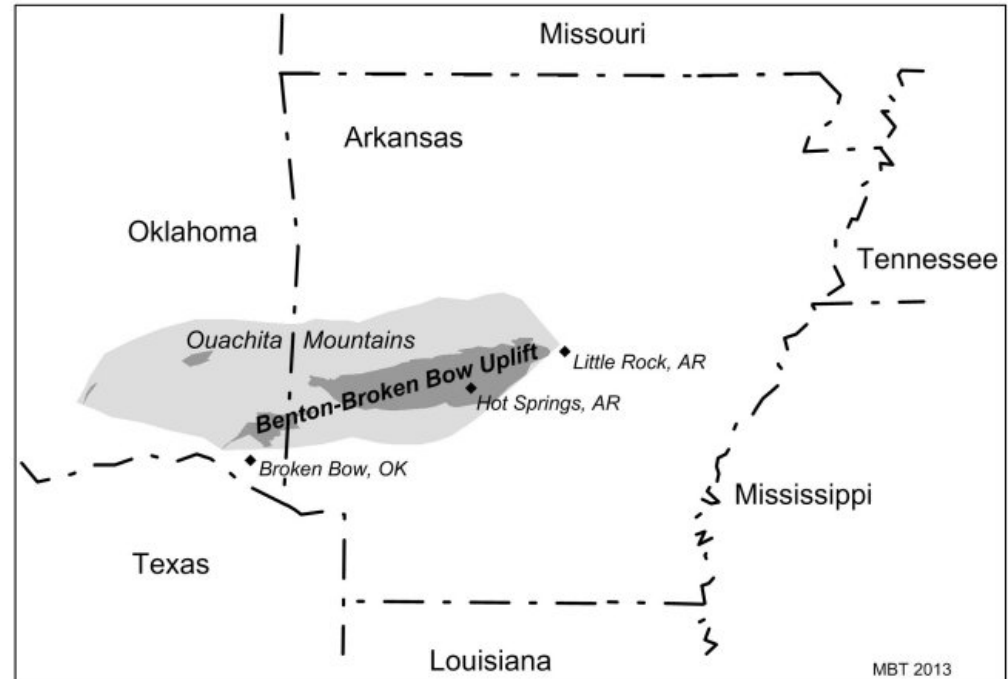 Missouri
Arkansas
Oklahoma
Tennessee
Ouachita Mountains
Benton-Broken Bow Uplift
Little Rock, AR
Hot Springs, AR
Broken Bow, OK
Mississippi
Texas
Louisiana
MBT 2013